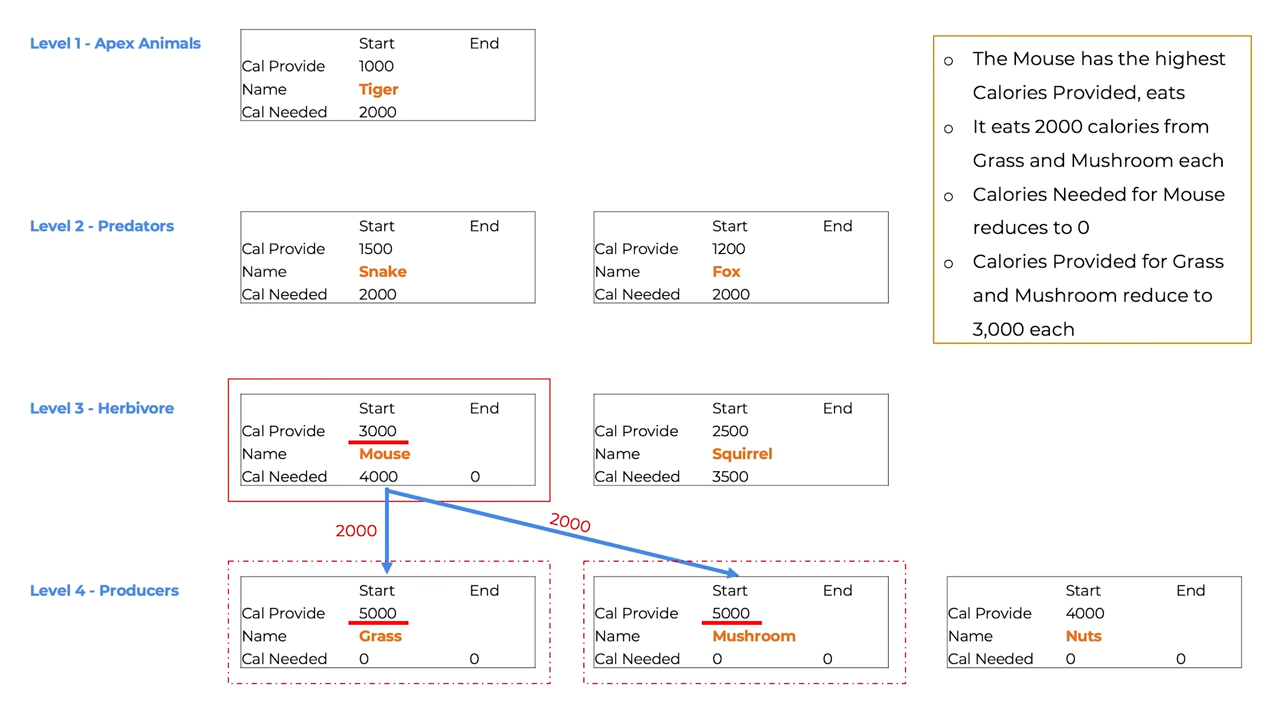 Level 1 - Apex Animals
Start End
Cal Provide 1000
Name Tiger
Cal Needed 2000
The Mouse has the highest
Calories Provided, eats
It eats 2000 calories from
Grass and Mushroom each
Calories Needed for Mouse
reduces to 0
Calories Provided for Grass
and Mushroom reduce to
3,000 each
Level 2 - Predators
Start End
Cal Provide 1500
Name Snake
Cal Needed 2000
Start End
Cal Provide 1200
Name Fox
Cal Needed 2000
Level 3 - Herbivore
Start End
Cal Provide 3000
Name Mouse
Cal Needed 4000 0
Start End
Cal Provide 2500
Name Squirrel
Cal Needed 3500
2000
2000
Level 4 - Producers
Start End
Cal Provide 5000
Name Grass
Cal Needed 0 0
Start End
Cal Provide 5000
Name Mushroom
Cal Needed 0 0
Start End
Cal Provide 4000
Name Nuts
Cal Needed 0 0